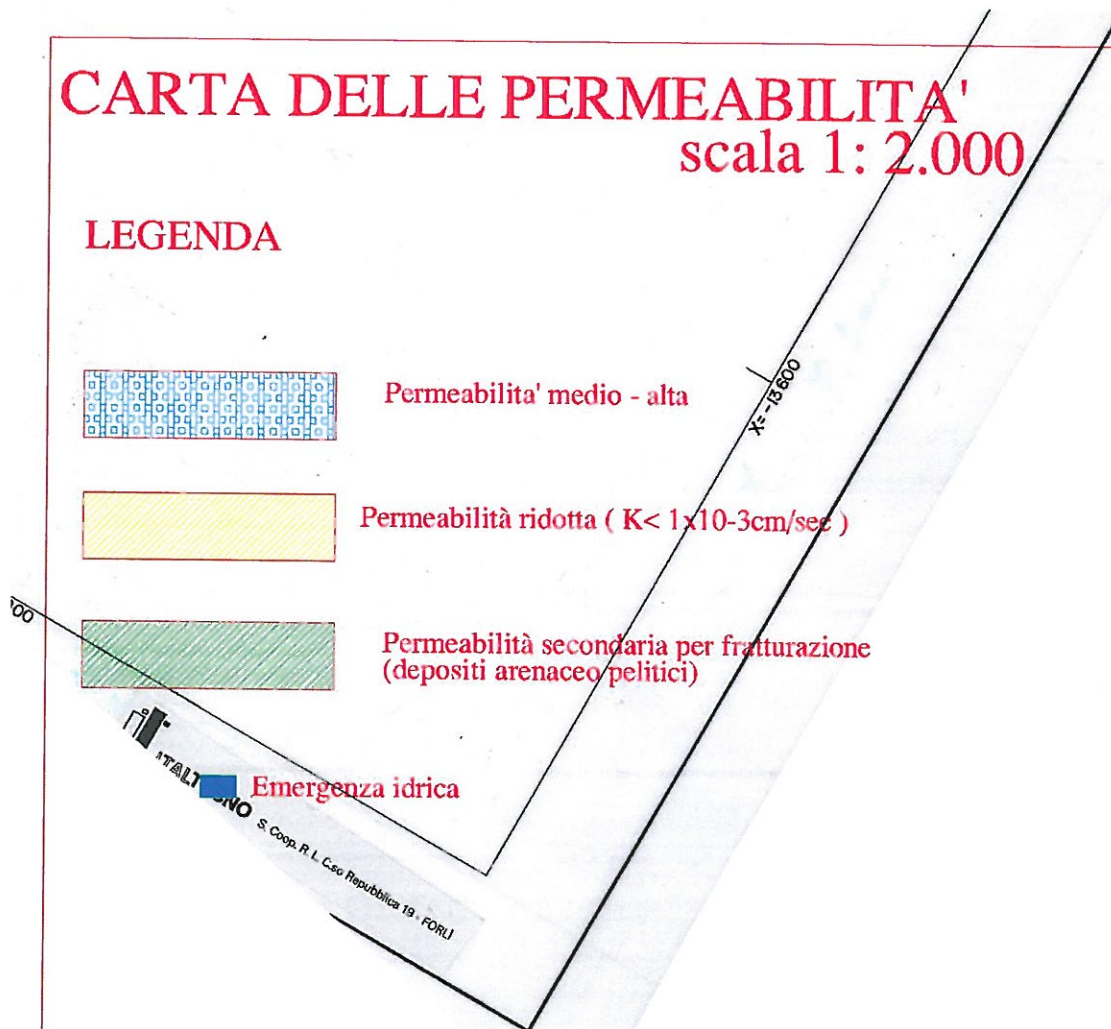 CARTA DELLE PERMEABILITA'
scala 1: 2.000
LEGENDA
Permeabilita' medio - alta
X=-13600
Permeabilità ridotta ( K< 1x10-3cm/sec )
Permeabilità secondaria per fratturazione
(depositi arenaceo pelitici)
Emergenza idrica
S. Coop. R. L. C.so Repubblica 19 - FORLÌ